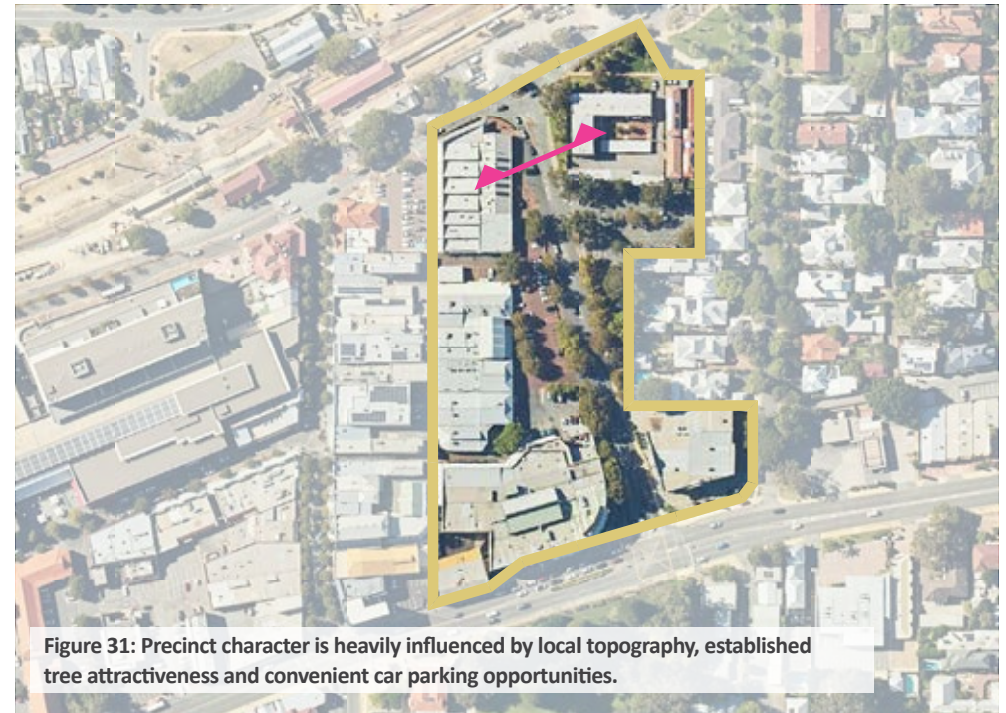 Figure 31: Precinct character is heavily influenced by local topography, established
tree attractiveness and convenient car parking opportunities.